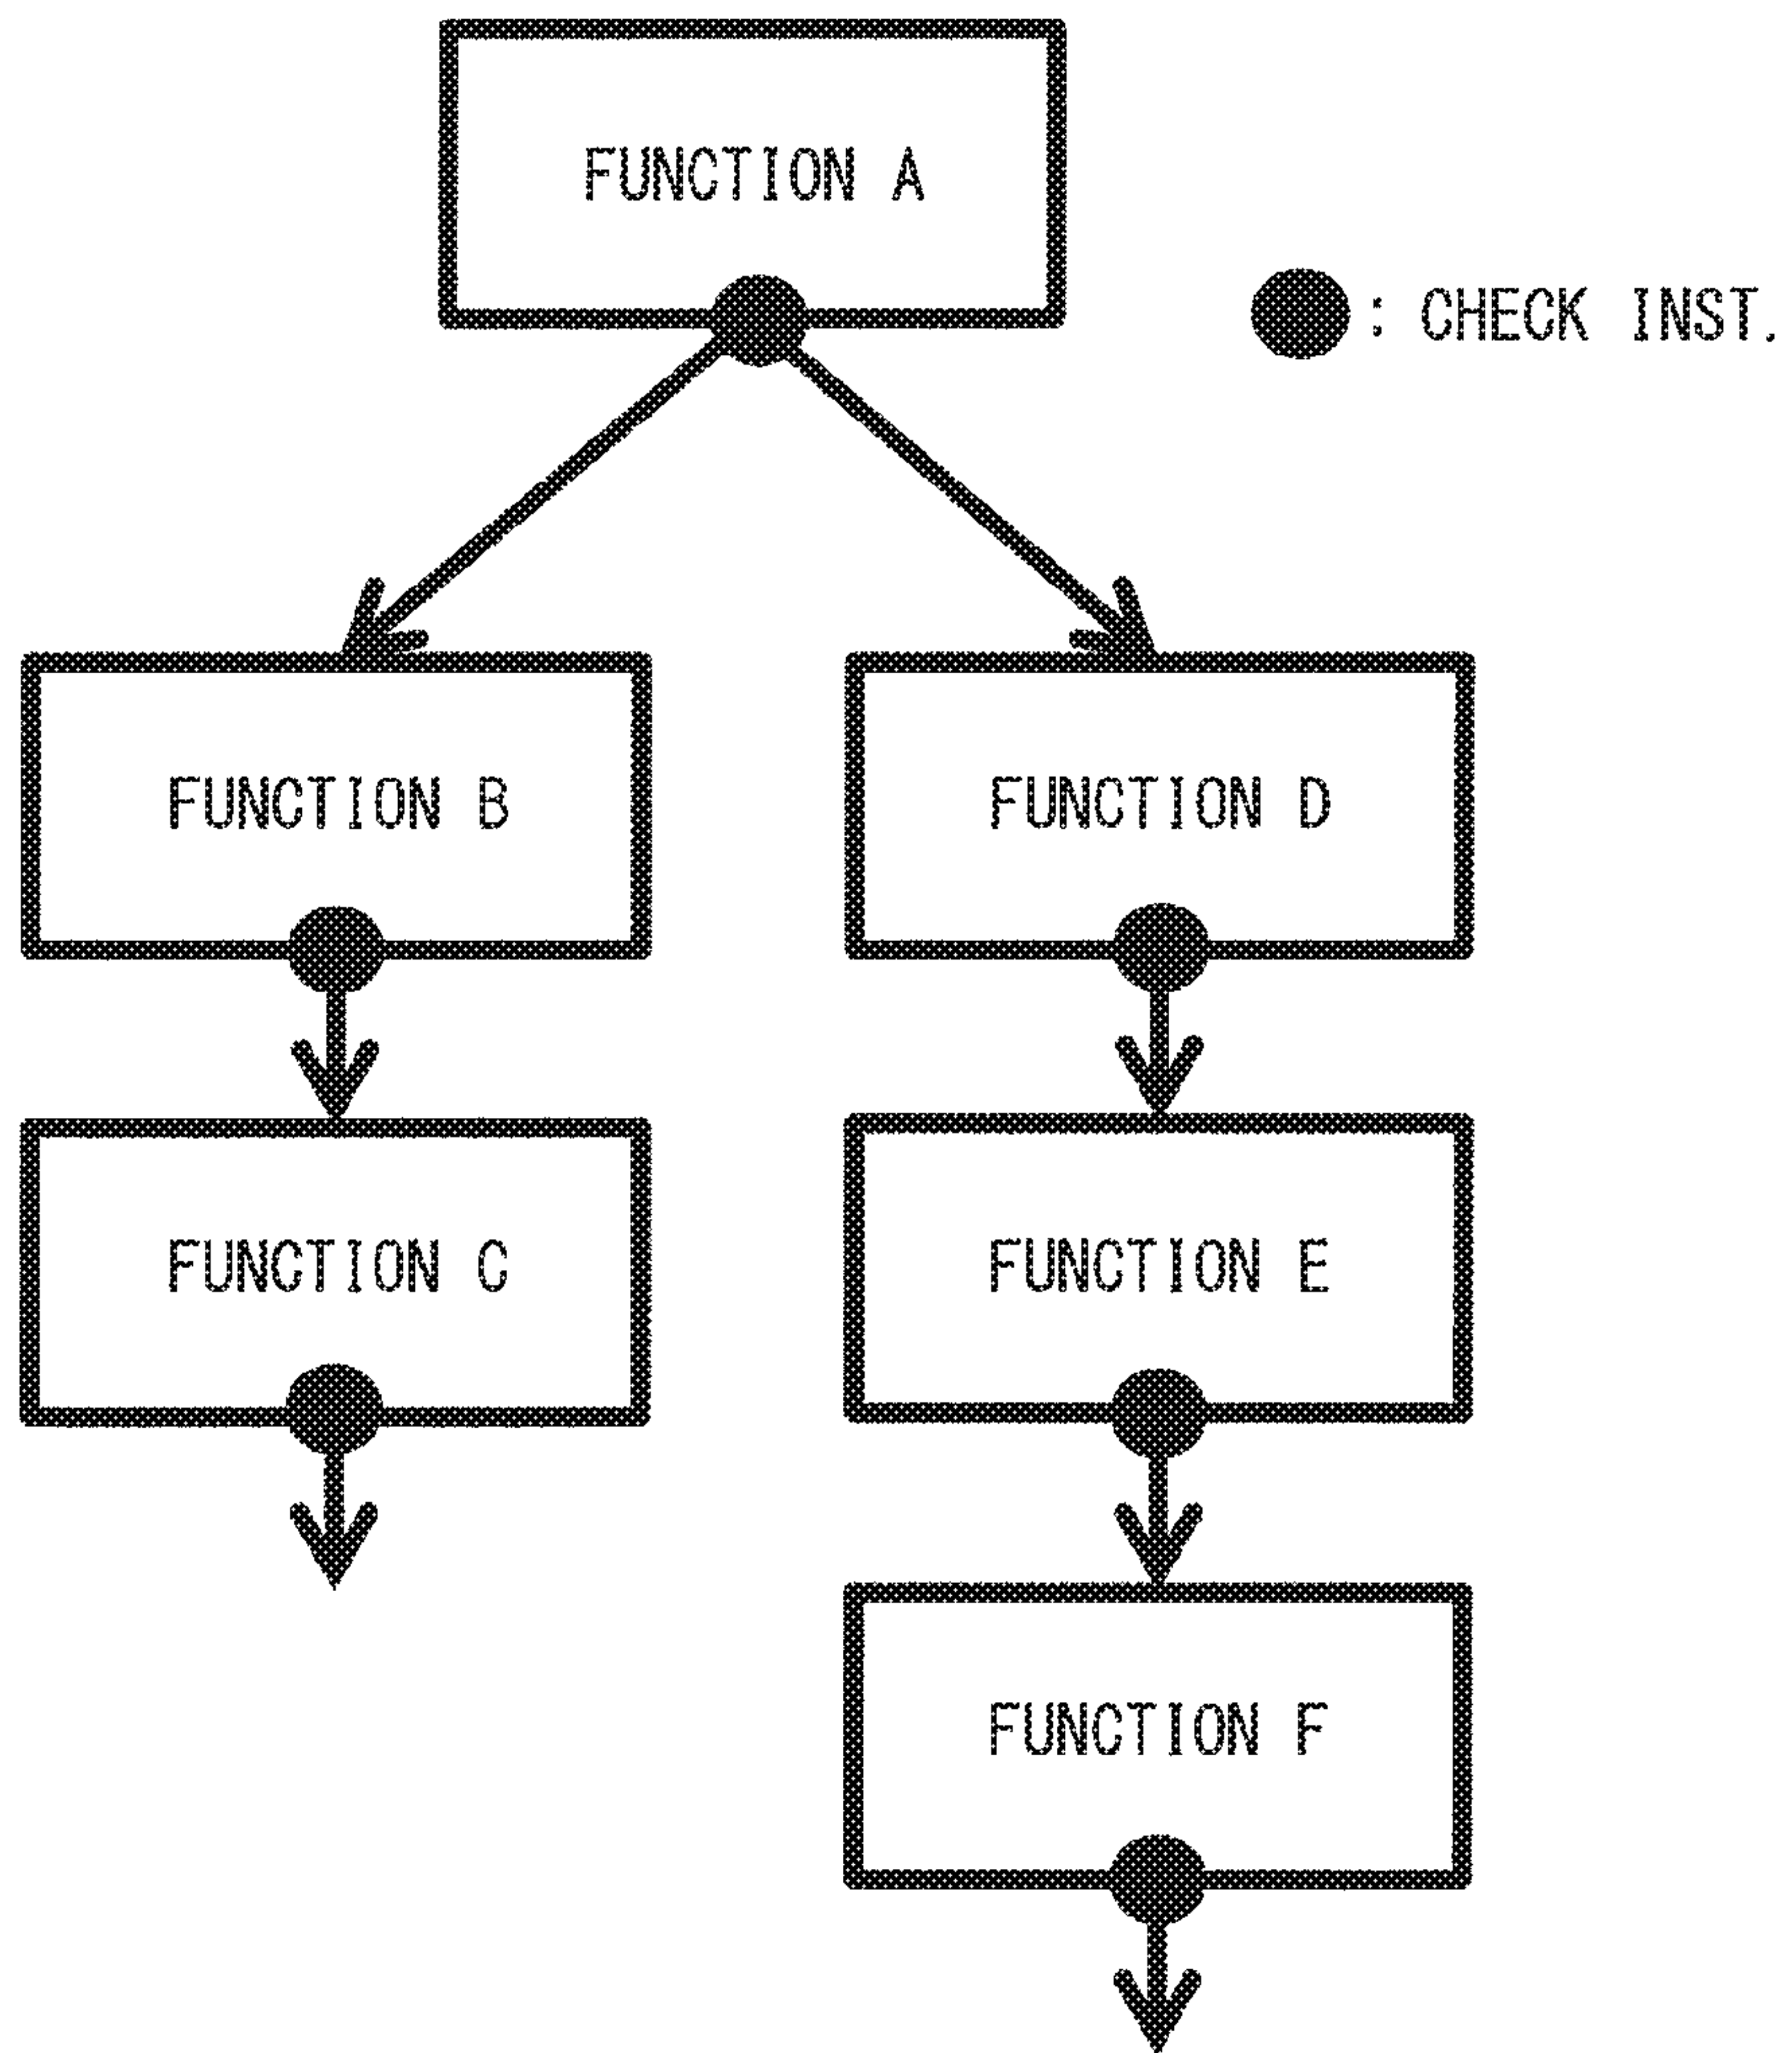 FUNCTION A
: CHECK INST.
FUNCTION B
FUNCTION D
FUNCTION C
FUNCTION E
FUNCTION F